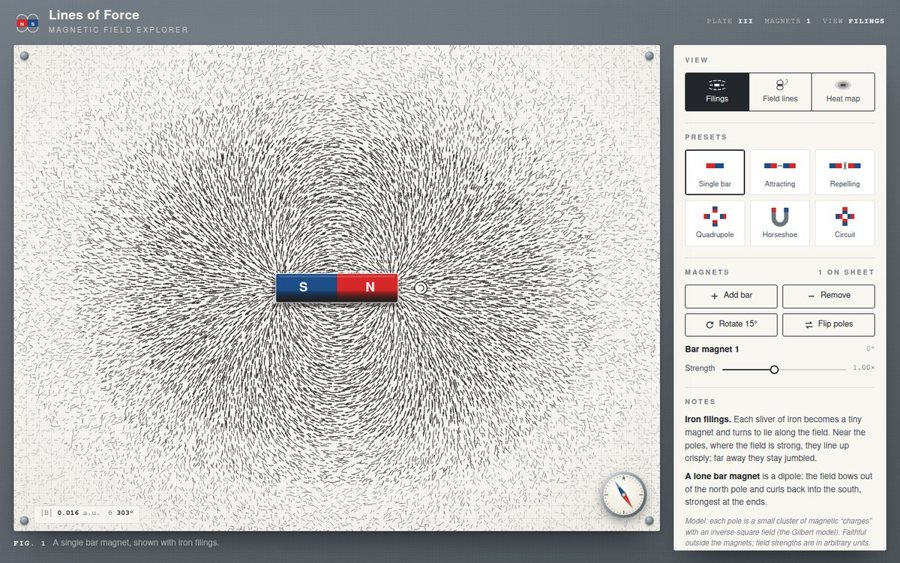 N S
Lines of Force
MAGNETIC FIELD EXPLORER
PLATE III MAGNETS 1 VIEW FILINGS
S N
|B| 0.016 a.u. θ 303°
FIG. 1 A single bar magnet, shown with iron filings.
VIEW
Filings Field lines Heat map
PRESETS
Single bar Attracting Repelling
Quadrupole Horseshoe Circuit
MAGNETS 1 ON SHEET
+ Add bar − Remove
Rotate 15° Flip poles
Bar magnet 1 0°
Strength 1.00×
NOTES
Iron filings. Each sliver of iron becomes a tiny
magnet and turns to lie along the field. Near the
poles, where the field is strong, they line up
crisply; far away they stay jumbled.
A lone bar magnet is a dipole: the field bows out
of the north pole and curls back into the south,
strongest at the ends.
Model: each pole is a small cluster of magnetic “charges”
with an inverse-square field (the Gilbert model). Faithful
outside the magnets; field strengths are in arbitrary units.